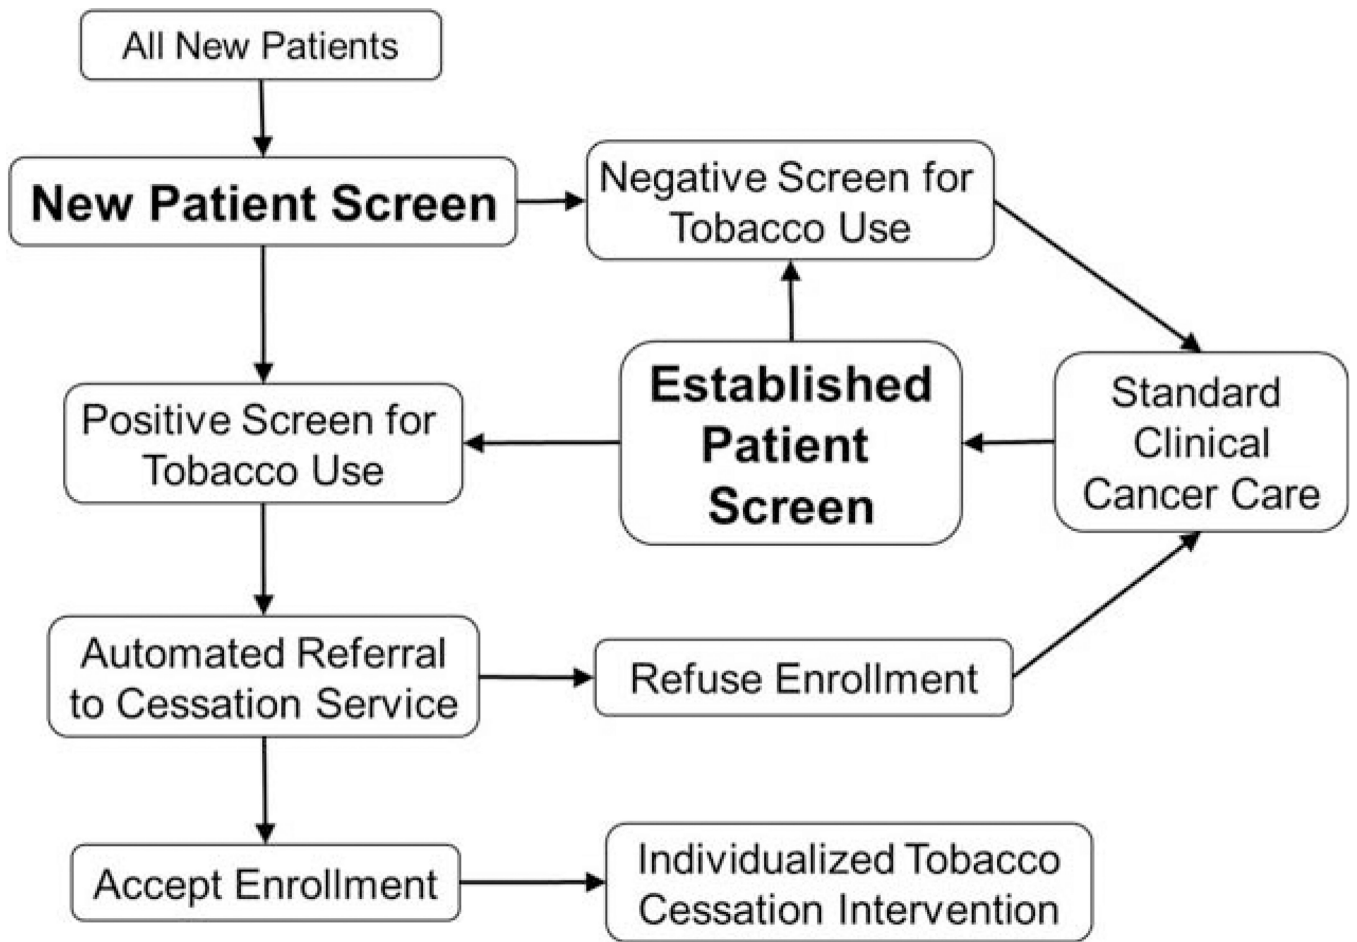 All New Patients
New Patient Screen
Negative Screen for
Tobacco Use
Positive Screen for
Tobacco Use
Established
Patient
Screen
Standard
Clinical
Cancer Care
Automated Referral
to Cessation Service
Refuse Enrollment
Accept Enrollment
Individualized Tobacco
Cessation Intervention